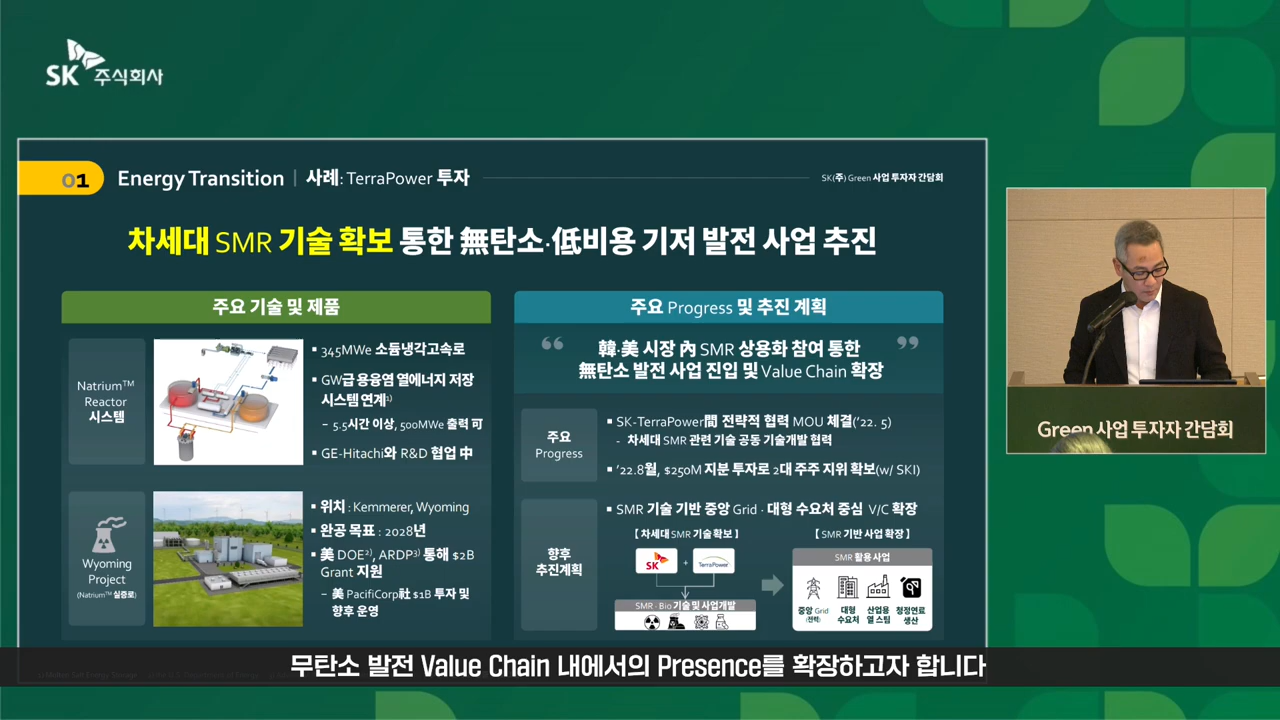 SK 주식회사
01 Energy Transition | 사례: TerraPower 투자
SK(주) Green 사업 투자자 간담회
차세대 SMR 기술 확보 통한 無탄소·低비용 기저 발전 사업 추진
주요 기술 및 제품
Natrium™
Reactor
시스템
▪ 345MWe 소듐냉각고속로
▪ GW급 용융염 열에너지 저장
시스템 연계1)
- 5.5시간 이상, 500MWe 출력 可
▪ GE-Hitachi와 R&D 협업 中
Wyoming
Project
(Natrium™ 실증로)
▪ 위치 : Kemmerer, Wyoming
▪ 완공 목표 : 2028년
▪ 美 DOE2), ARDP3) 통해 $2B
Grant 지원
- 美 PacifiCorp社 $1B 투자 및
향후 운영
주요 Progress 및 추진 계획
“ 韓·美 시장 內 SMR 상용화 참여 통한 ”
無탄소 발전 사업 진입 및 Value Chain 확장
주요
Progress
▪ SK-TerraPower間 전략적 협력 MOU 체결('22. 5)
- 차세대 SMR 관련 기술 공동 기술개발 협력
▪ '22.8월, $250M 지분 투자로 2대 주주 지위 확보(w/ SKI)
향후
추진계획
▪ SMR 기술 기반 중앙 Grid · 대형 수요처 중심 V/C 확장
[ 차세대 SMR 기술 확보 ]
SK + TerraPower
SMR · Bio 기술 및 사업개발
[ SMR 기반 사업 확장 ]
SMR 활용 사업
중앙 Grid
(전력)
대형
수요처
산업용
열 스팀
청정연료
생산
Green 사업 투자자 간담회
무탄소 발전 Value Chain 내에서의 Presence를 확장하고자 합니다